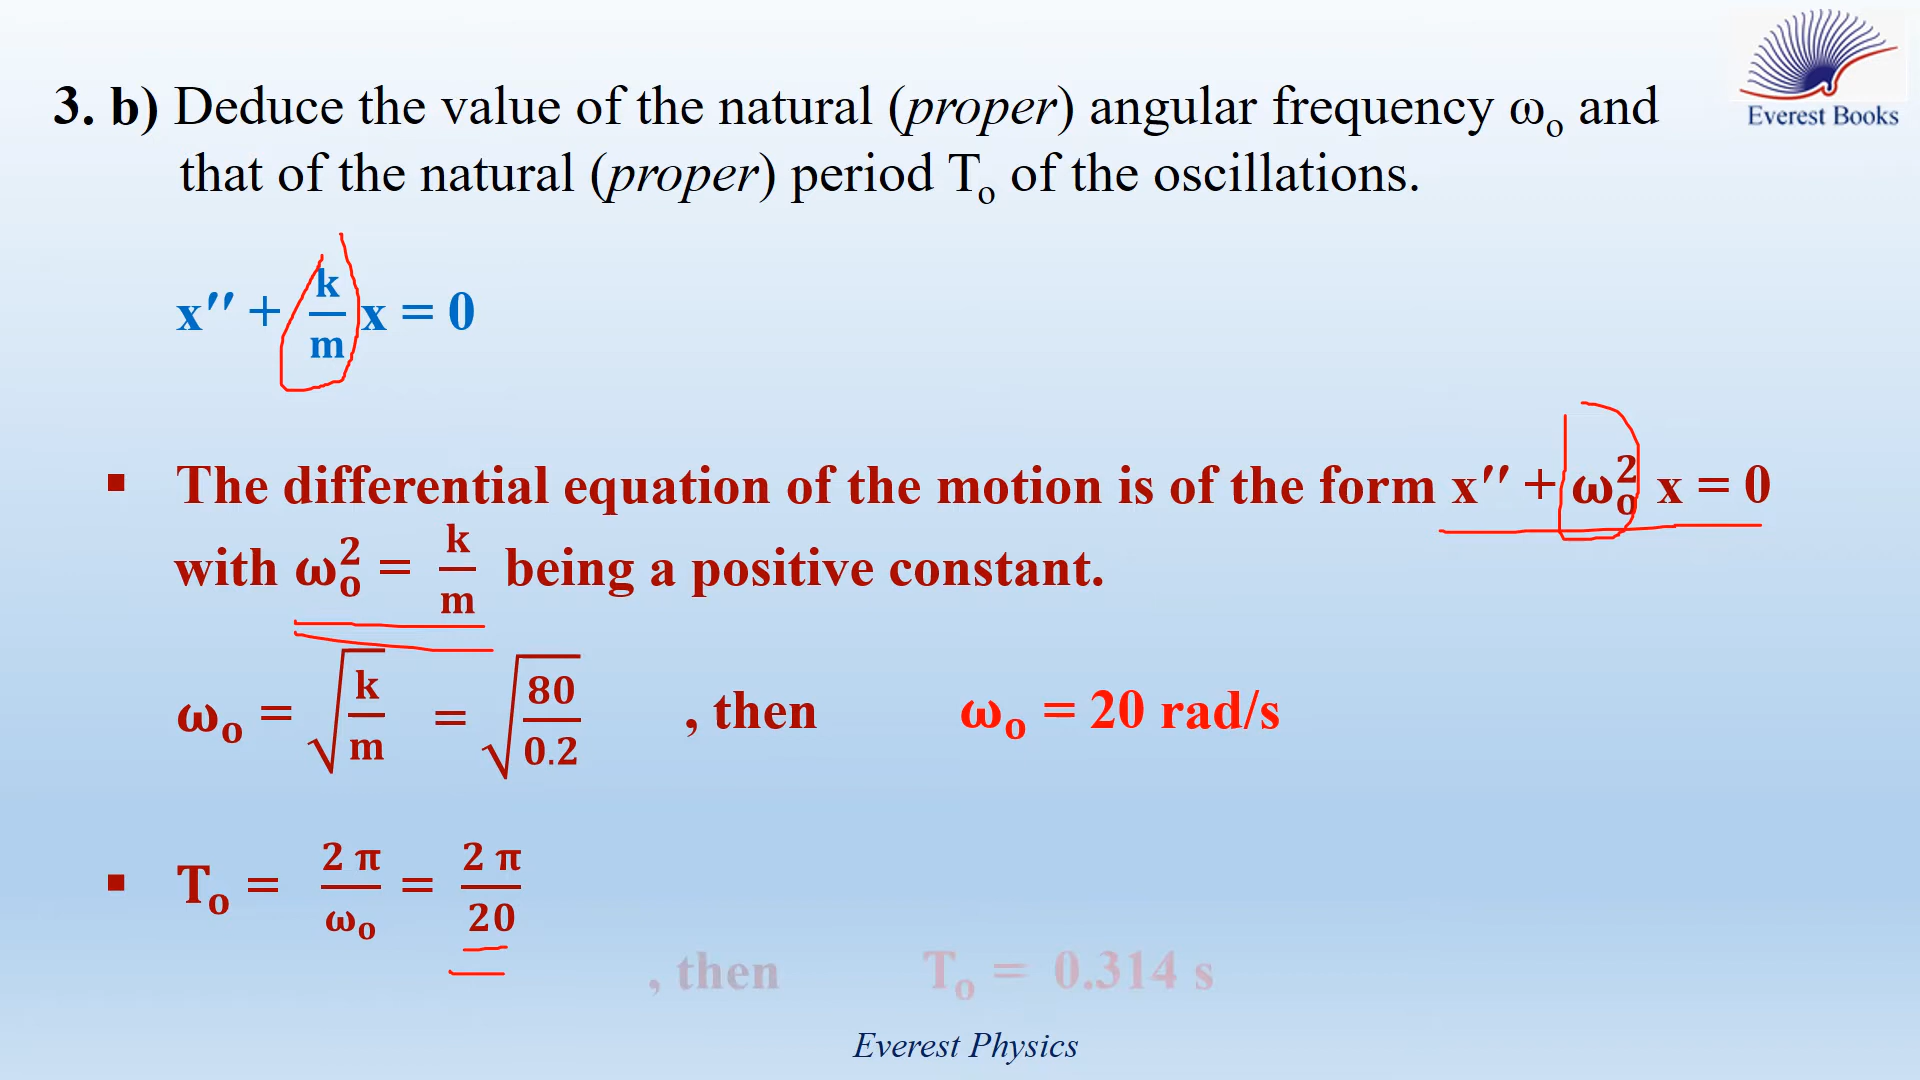 Everest Books
3. b) Deduce the value of the natural (proper) angular frequency ωₒ and
that of the natural (proper) period Tₒ of the oscillations.
x′′ + k/m x = 0
▪ The differential equation of the motion is of the form x′′ + ωₒ² x = 0
with ωₒ² = k/m being a positive constant.
ωₒ = √(k/m) = √(80/0.2) , then ωₒ = 20 rad/s
▪ Tₒ = 2 π/ωₒ = 2 π/20
, then Tₒ = 0.314 s
Everest Physics